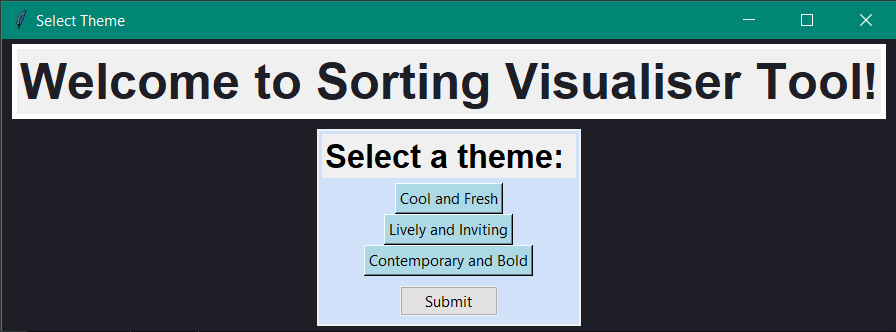 Select Theme
Welcome to Sorting Visualiser Tool!
Select a theme:
Cool and Fresh
Lively and Inviting
Contemporary and Bold
Submit